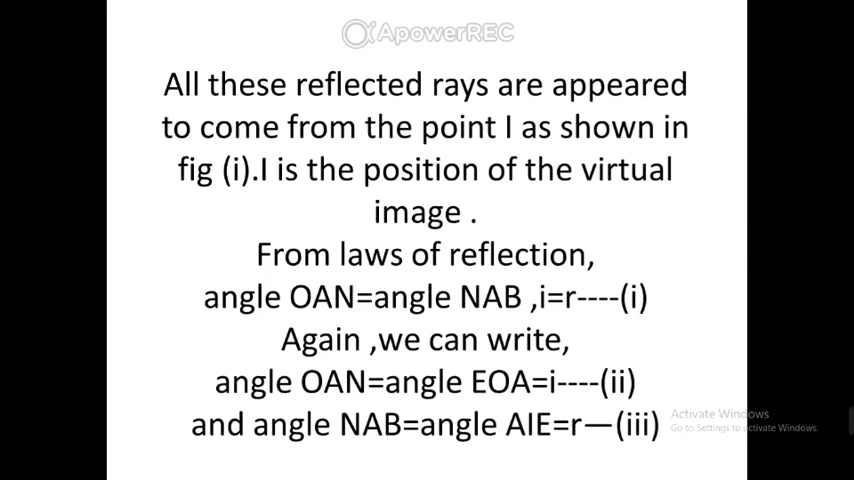 ApowerREC
All these reflected rays are appeared
to come from the point I as shown in
fig (i).I is the position of the virtual
image .
From laws of reflection,
angle OAN=angle NAB ,i=r----(i)
Again ,we can write,
angle OAN=angle EOA=i----(ii)
and angle NAB=angle AIE=r—(iii)
Activate Windows
Go to Settings to activate Windows.